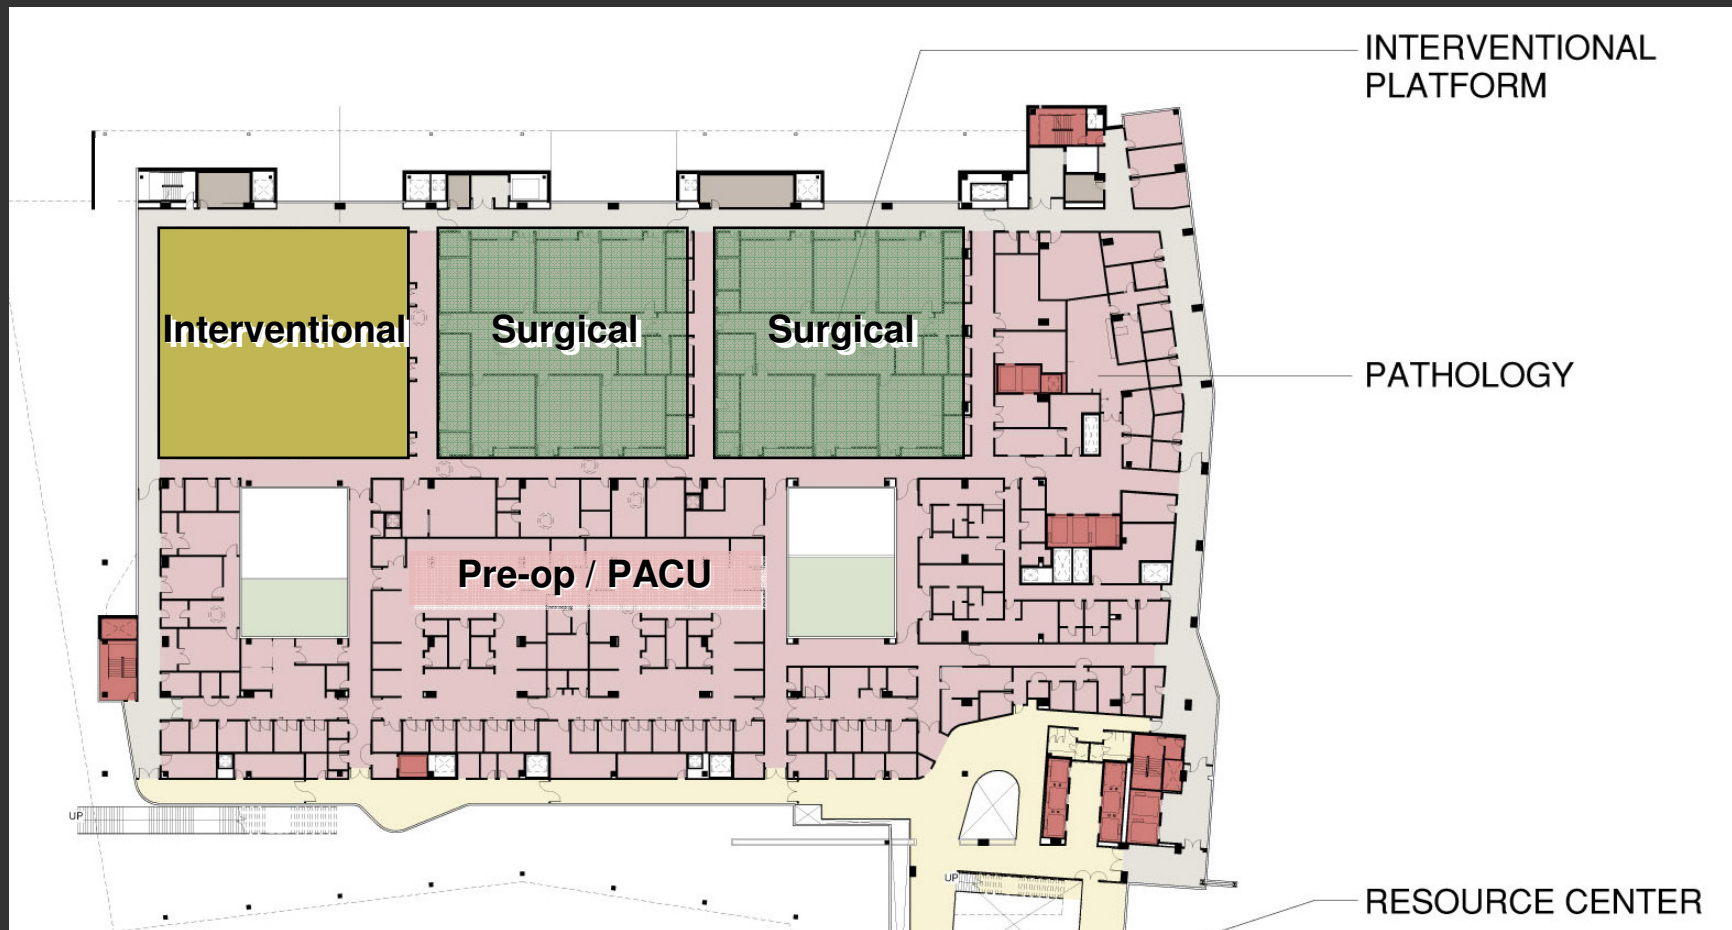 INTERVENTIONAL
PLATFORM
Interventional
Surgical
Surgical
PATHOLOGY
Pre-op / PACU
UP
UP
RESOURCE CENTER